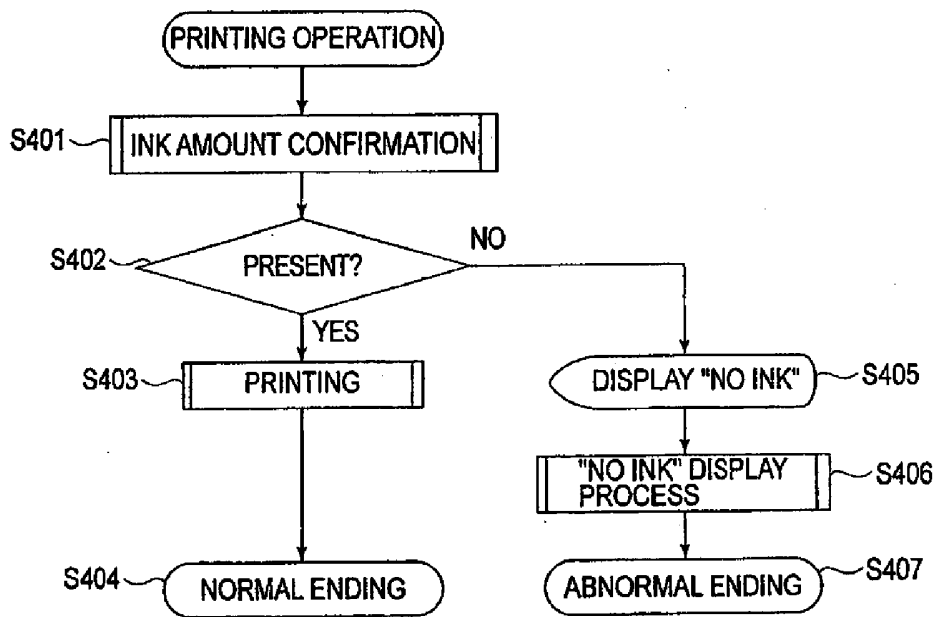 PRINTING OPERATION
S401
INK AMOUNT CONFIRMATION
S402
PRESENT?
NO
YES
S403
PRINTING
DISPLAY "NO INK"
S405
"NO INK" DISPLAY
PROCESS
S406
S404
NORMAL ENDING
ABNORMAL ENDING
S407